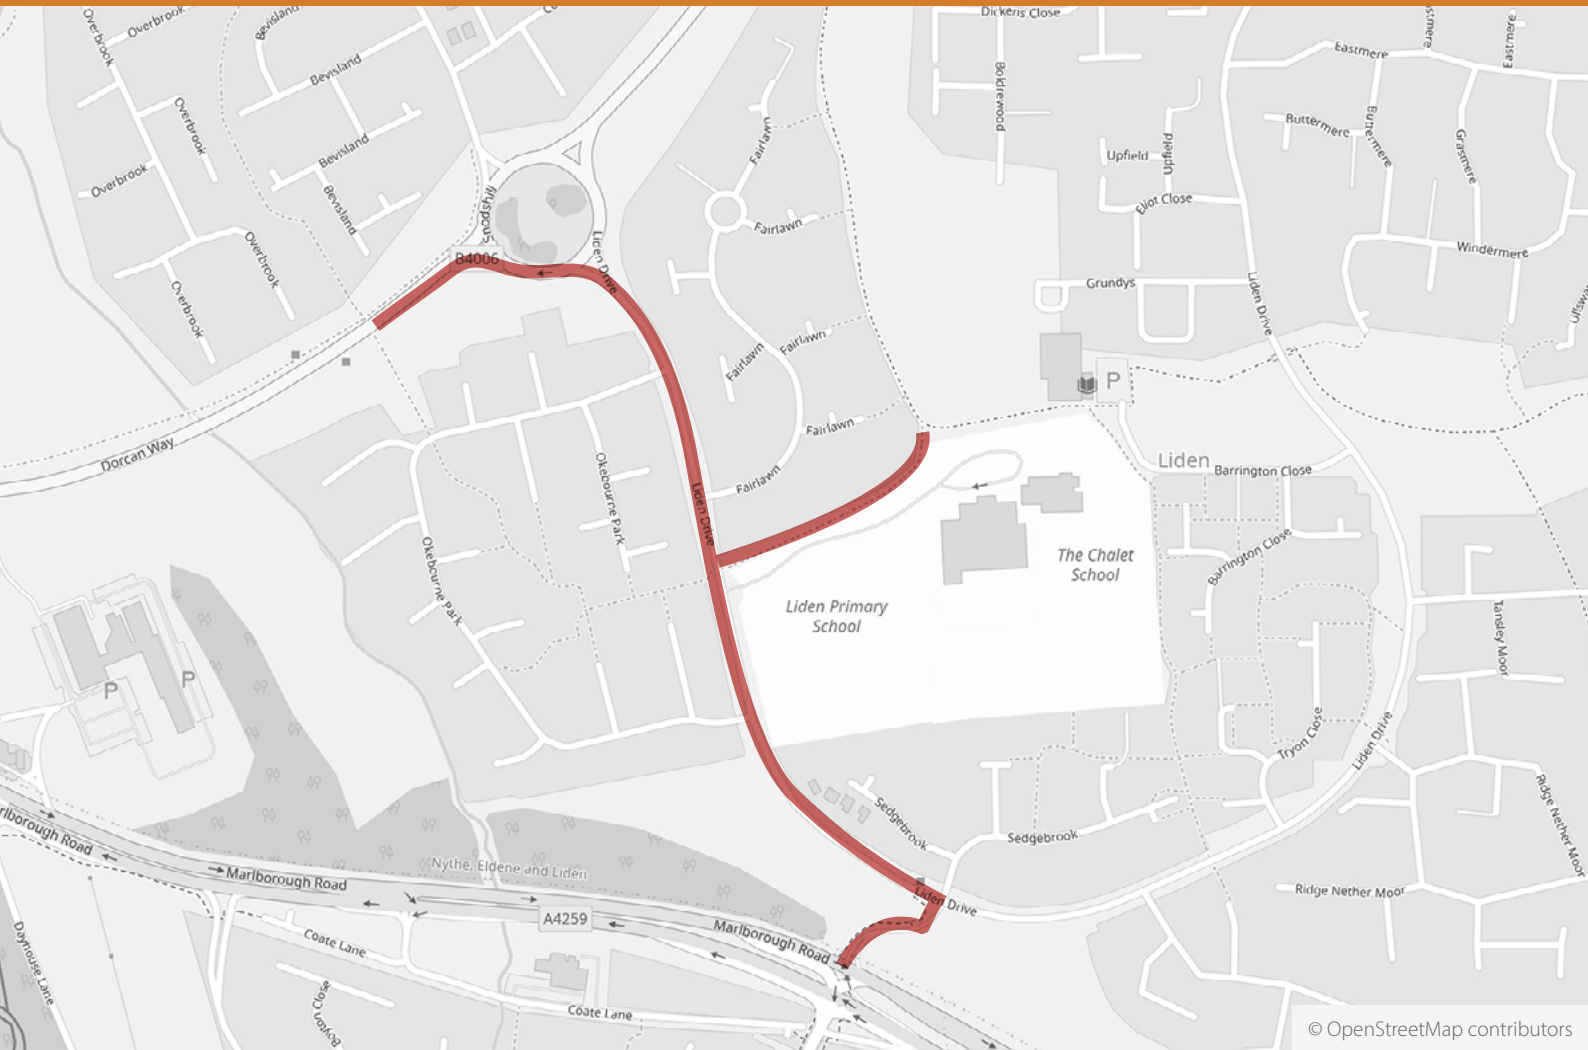 Overbrook
Overbrook
Bevisland
Dickens Close
Eastmere
Eastmere
Bevisland
Boldrewood
Overbrook
Fairlawn
Buttermere
Buttermere
Grasmere
Bevisland
Upfield
Upfield
Overbrook
Bevisland
Snodshill
Eliot Close
Fairlawn
Windermere
Overbrook
B4006
Liden Drive
Grundys
Liden Drive
Overbrook
Fairlawn
Fairlawn
P
Fairlawn
Dorcan Way
Liden
Barrington Close
Okebourne Park
Fairlawn
Liden Drive
Barrington Close
The Chalet
School
Okebourne Park
Liden Primary
School
Tansley Moor
P
P
Tryon Close
Liden Drive
Sedgebrook
Sedgebrook
Ridge Nether Moor
rlborough Road
Nythe, Eldene and Liden
Marlborough Road
Liden Drive
Ridge Nether Moor
A4259
Marlborough Road
Coate Lane
Dayhouse Lane
Boyton Close
Coate Lane
© OpenStreetMap contributors